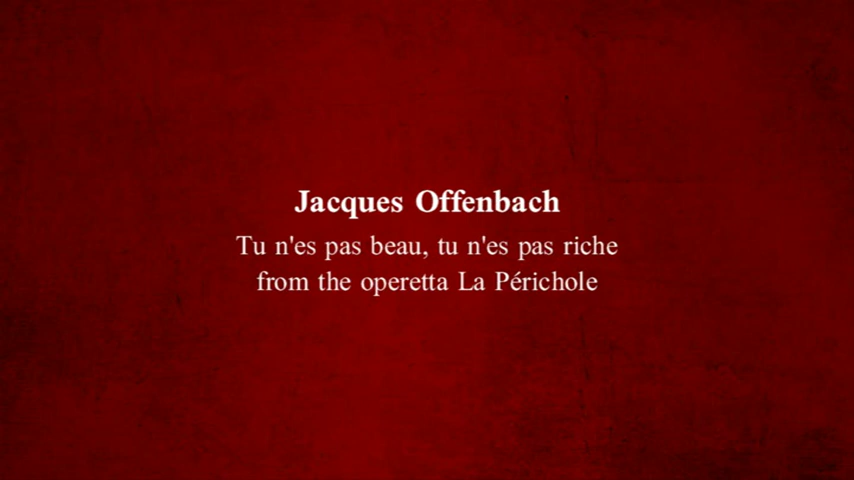 Jacques Offenbach
Tu n'es pas beau, tu n'es pas riche
from the operetta La Périchole